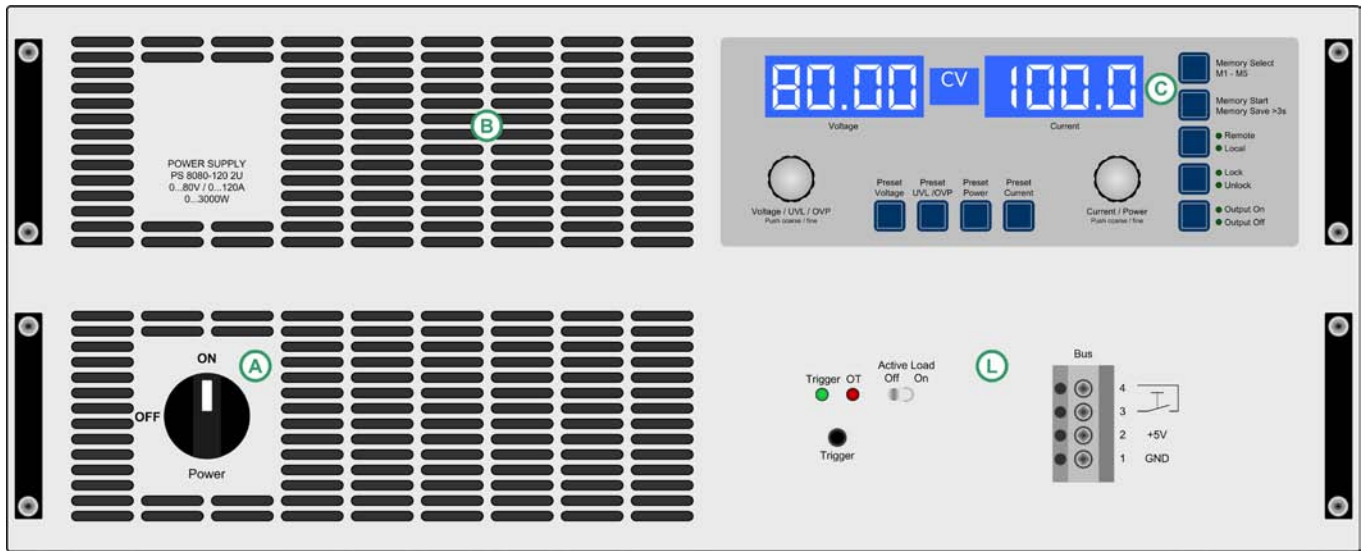 B
POWER SUPPLY
PS 8080-120 2U
0...80V / 0...120A
0...3000W
80.00
CV
100.0
C
Voltage
Current
Memory Select
M1 - M5
Memory Start
Memory Save >3s
Remote
Local
Lock
Unlock
Output On
Output Off
Voltage / UVL / OVP
Push coarse / fine
Preset
Voltage
Preset
UVL /OVP
Preset
Power
Preset
Current
Current / Power
Push coarse / fine
ON
A
OFF
Power
Trigger OT
Active Load
Off On
Trigger
L
Bus
4
3
2 +5V
1 GND